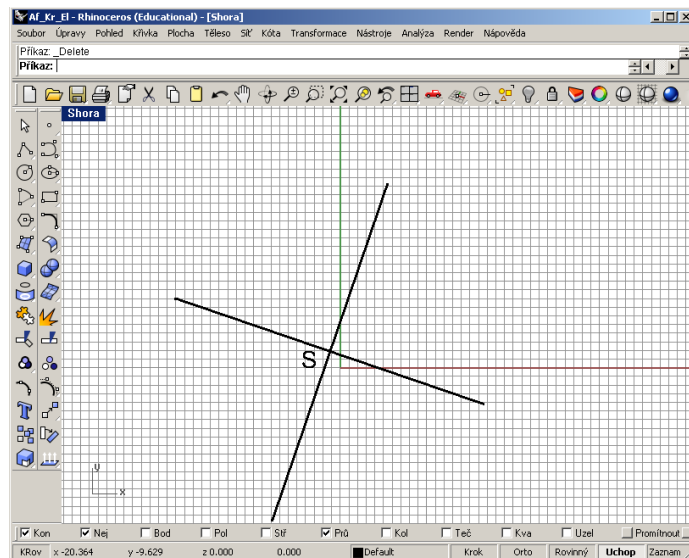 Af_Kr_El - Rhinoceros (Educational) - [Shora]
Soubor Úpravy Pohled Křivka Plocha Těleso Síť Kóta Transformace Nástroje Analýza Render Nápověda
Příkaz: _Delete
Příkaz:
Shora
S
y
x
Kon Nej Bod Pol Stř Prů Kol Teč Kva Uzel Promítnout
KRov x -20.364 y -9.629 z 0.000 0.000 Default Krok Orto Rovinný Uchop Zaznam